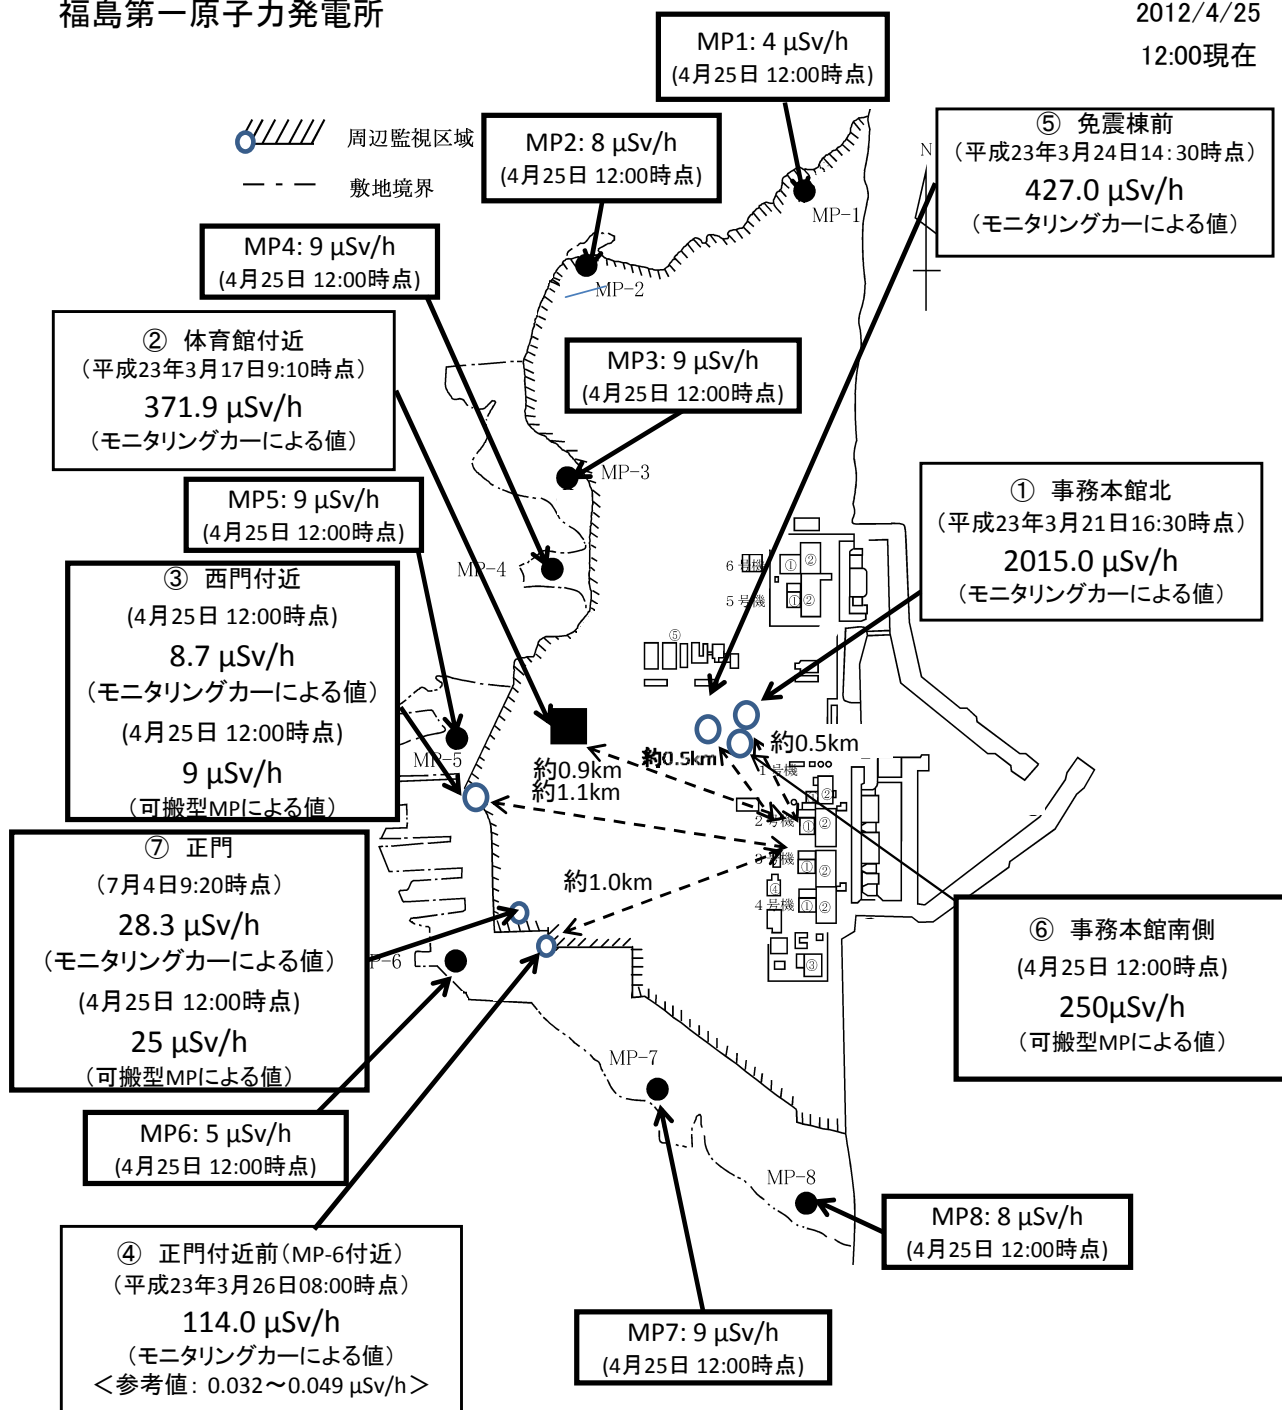 福島第一原子力発電所
2012/4/25
12:00現在
周辺監視区域
敷地境界
MP1: 4 μSv/h
(4月25日 12:00時点)
MP2: 8 μSv/h
(4月25日 12:00時点)
⑤ 免震棟前
(平成23年3月24日14:30時点)
427.0 μSv/h
(モニタリングカーによる値)
N
MP-1
MP4: 9 μSv/h
(4月25日 12:00時点)
MP-2
② 体育館付近
(平成23年3月17日9:10時点)
371.9 μSv/h
(モニタリングカーによる値)
MP3: 9 μSv/h
(4月25日 12:00時点)
MP-3
MP5: 9 μSv/h
(4月25日 12:00時点)
① 事務本館北
(平成23年3月21日16:30時点)
2015.0 μSv/h
(モニタリングカーによる値)
MP-4
③ 西門付近
(4月25日 12:00時点)
8.7 μSv/h
(モニタリングカーによる値)
(4月25日 12:00時点)
9 μSv/h
(可搬型MPによる値)
6号機
① ②
5号機
① ②
⑤
MP-5
約0.9km
約1.1km
約0.5km
約0.5km
1号機
②
2号機
① ②
3号機
① ②
④
4号機
① ②
③
約1.0km
⑦ 正門
(7月4日9:20時点)
28.3 μSv/h
(モニタリングカーによる値)
(4月25日 12:00時点)
25 μSv/h
(可搬型MPによる値)
P-6
⑥ 事務本館南側
(4月25日 12:00時点)
250μSv/h
(可搬型MPによる値)
MP-7
MP6: 5 μSv/h
(4月25日 12:00時点)
MP-8
MP8: 8 μSv/h
(4月25日 12:00時点)
④ 正門付近前(MP-6付近)
(平成23年3月26日08:00時点)
114.0 μSv/h
(モニタリングカーによる値)
<参考値: 0.032~0.049 μSv/h>
MP7: 9 μSv/h
(4月25日 12:00時点)